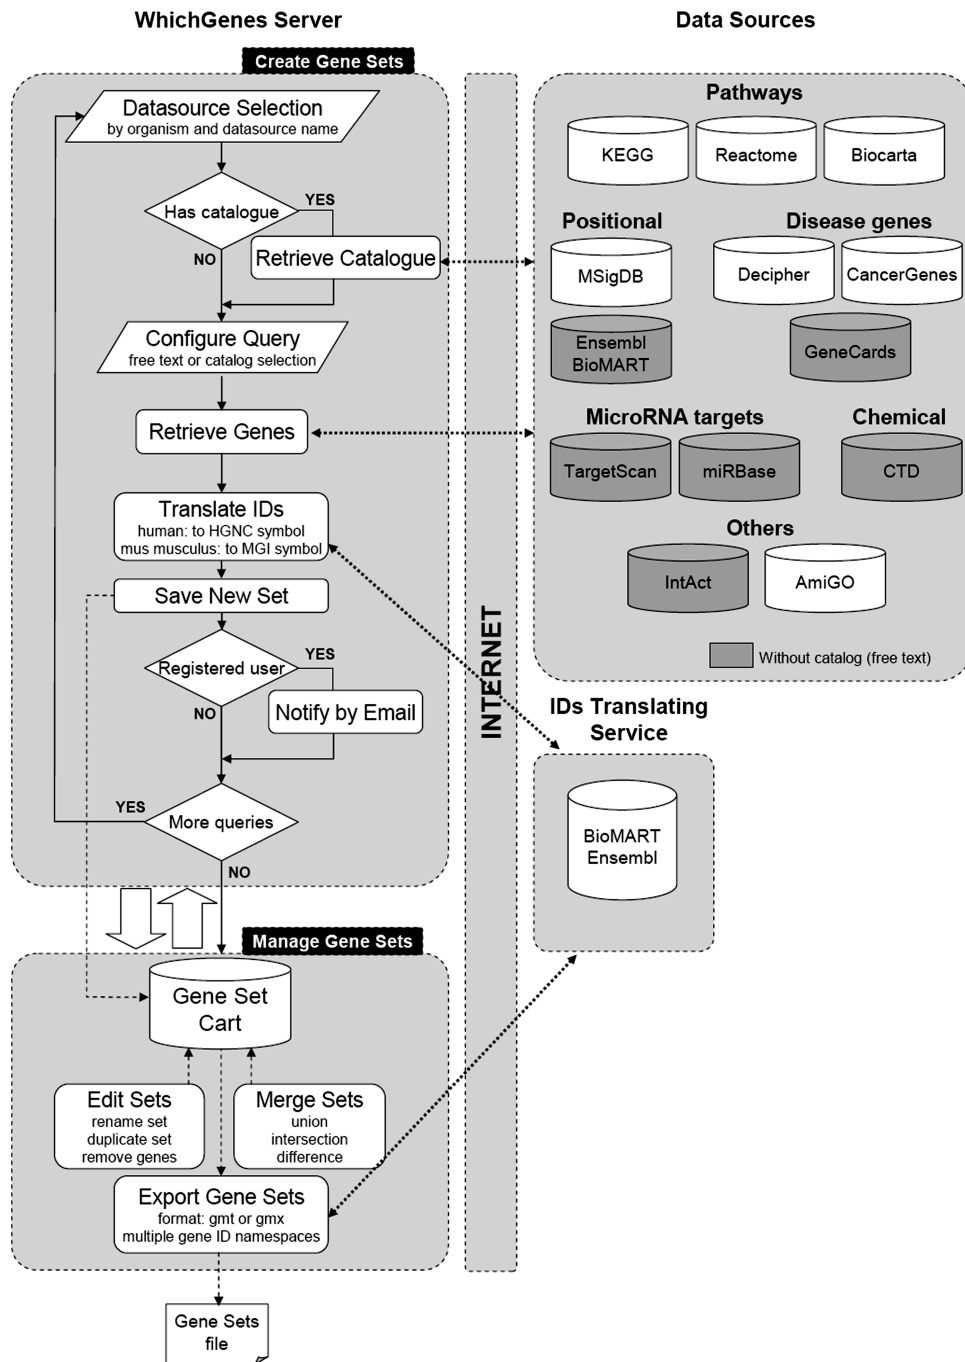 WhichGenes Server
Data Sources
Create Gene Sets
Datasource Selection
by organism and datasource name
Has catalogue
YES
NO
Retrieve Catalogue
Configure Query
free text or catalog selection
Retrieve Genes
Translate IDs
human: to HGNC symbol
mus musculus: to MGI symbol
Save New Set
Registered user
YES
NO
Notify by Email
More queries
YES
NO
Manage Gene Sets
Gene Set
Cart
Edit Sets
rename set
duplicate set
remove genes
Merge Sets
union
intersection
difference
Export Gene Sets
format: gmt or gmx
multiple gene ID namespaces
Gene Sets
file
INTERNET
Pathways
KEGG
Reactome
Biocarta
Positional
MSigDB
Ensembl
BioMART
Disease genes
Decipher
CancerGenes
GeneCards
MicroRNA targets
TargetScan
miRBase
Chemical
CTD
Others
IntAct
AmiGO
Without catalog (free text)
IDs Translating
Service
BioMART
Ensembl